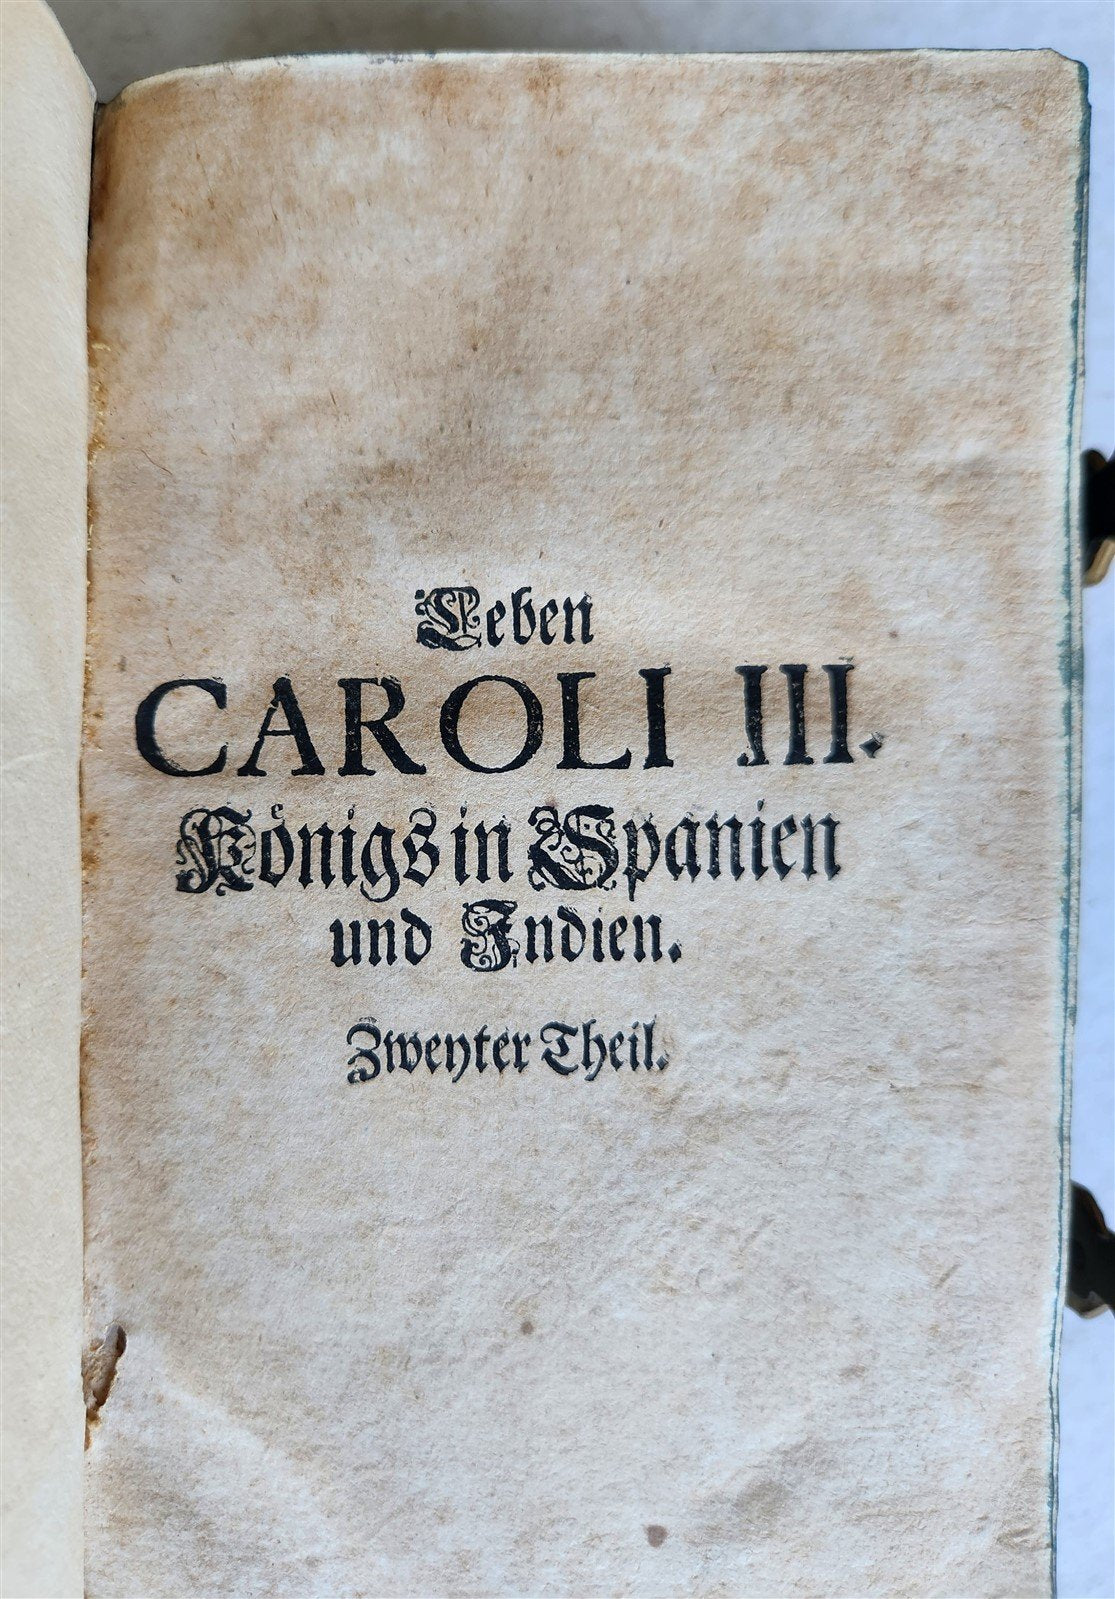 Leben
CAROLI III.
Königs in Spanien
und Indien.
Zweyter Theil.